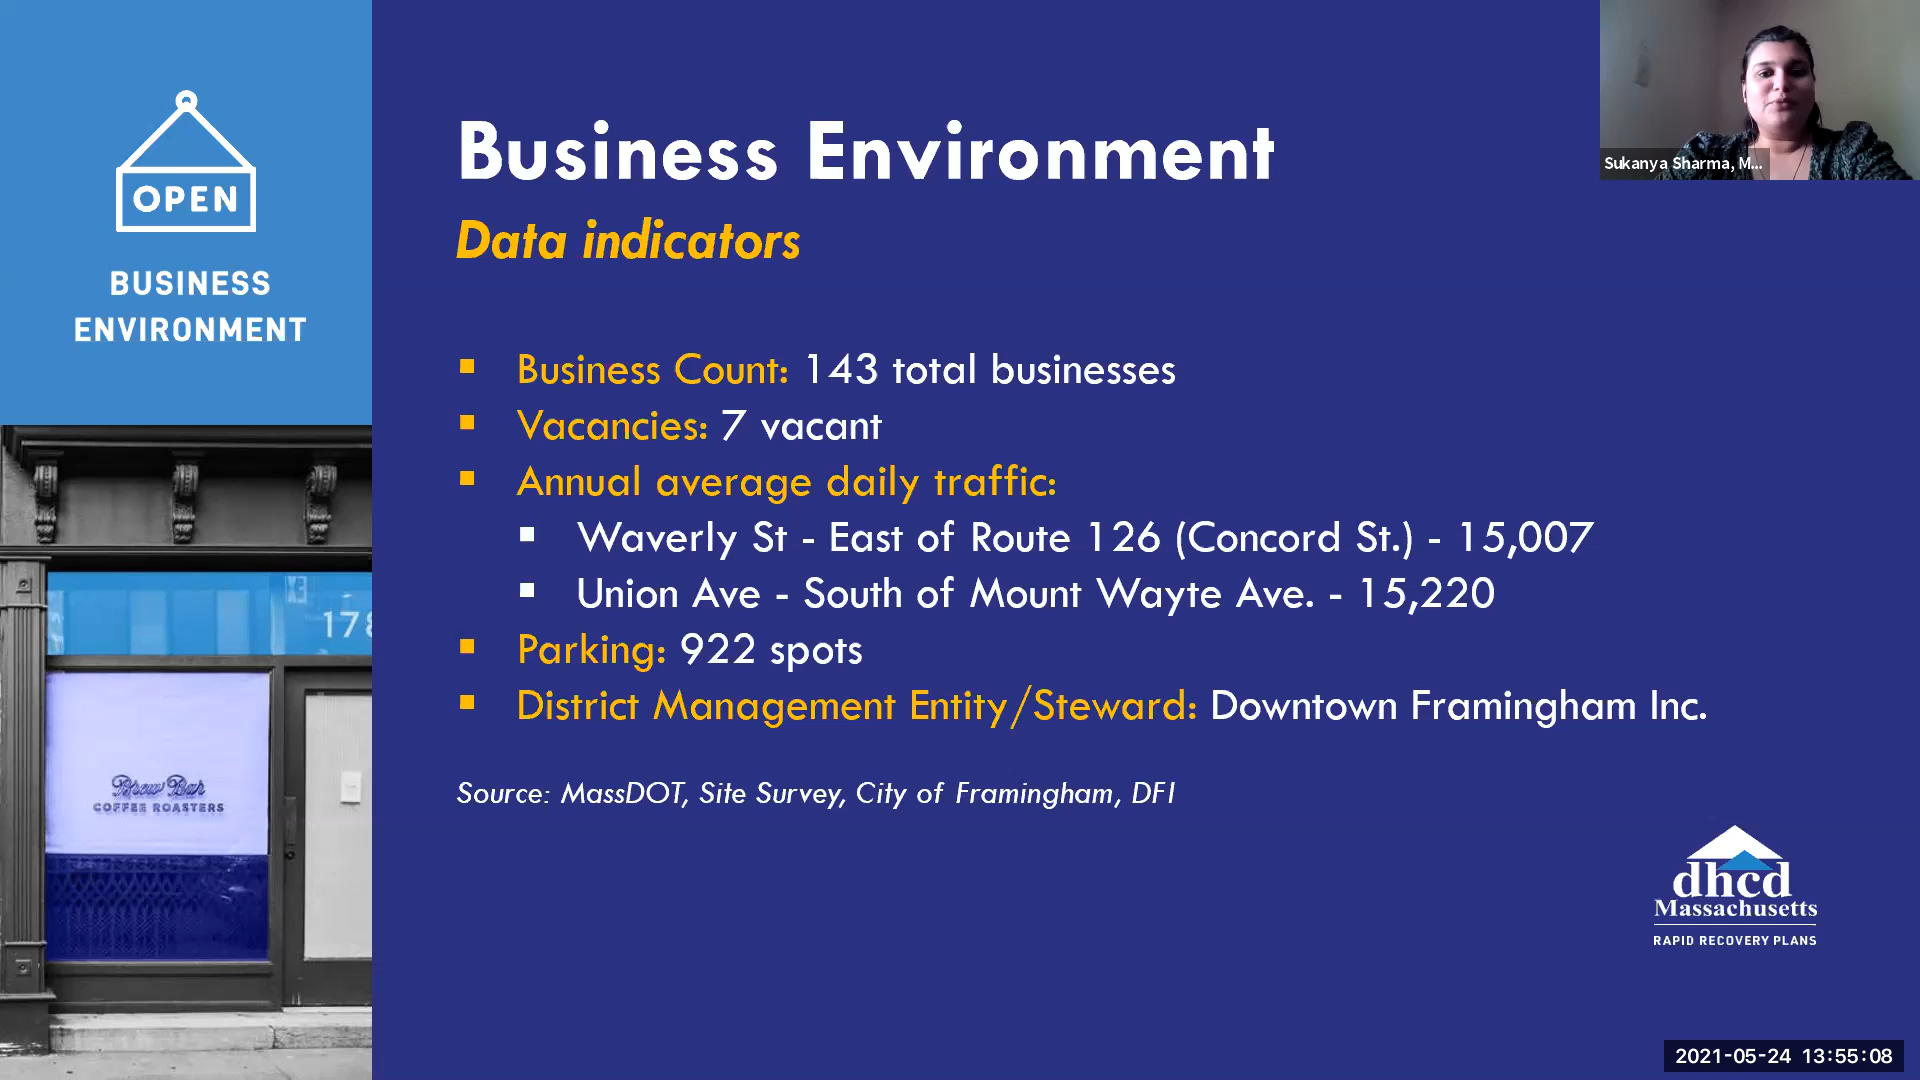 OPEN
BUSINESS
ENVIRONMENT
178
Brew Bar
COFFEE ROASTERS
Business Environment
Data indicators
▪ Business Count: 143 total businesses
▪ Vacancies: 7 vacant
▪ Annual average daily traffic:
▪ Waverly St - East of Route 126 (Concord St.) - 15,007
▪ Union Ave - South of Mount Wayte Ave. - 15,220
▪ Parking: 922 spots
▪ District Management Entity/Steward: Downtown Framingham Inc.
Source: MassDOT, Site Survey, City of Framingham, DFI
Sukanya Sharma, M...
dhcd
Massachusetts
RAPID RECOVERY PLANS
2021-05-24 13:55:08